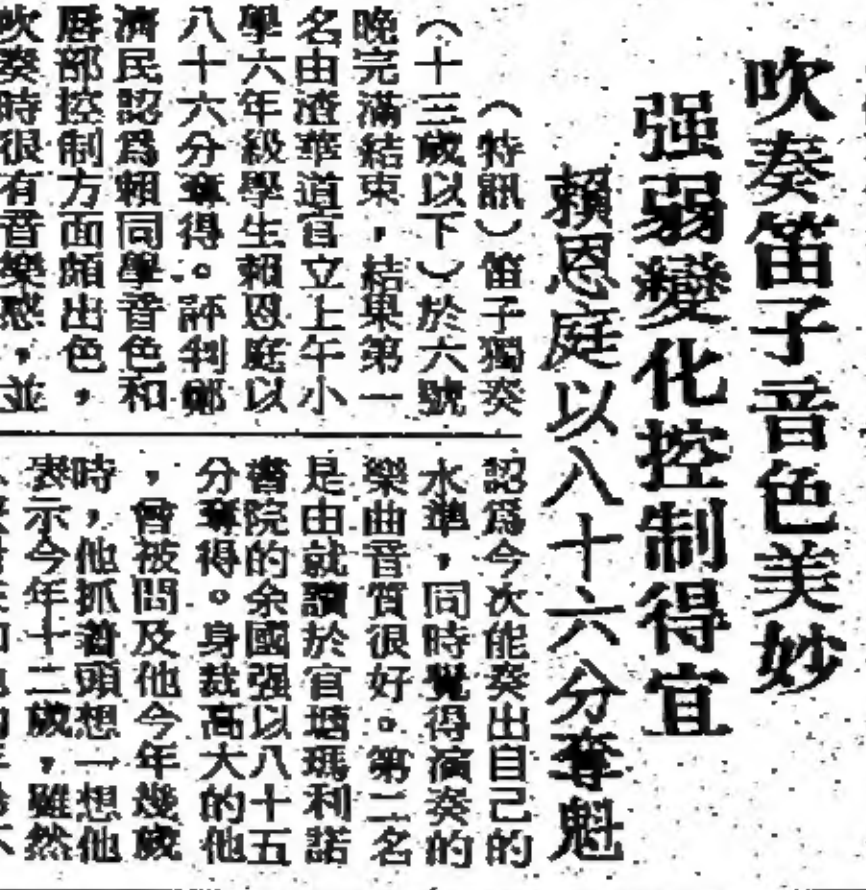 吹奏笛子音色美妙
强弱變化控制得宜
賴恩庭以八十六分奪魁
（特訊）笛子獨奏
（十三歲以下）於六號
晚完滿結束，結果第一
名由渣華道官立上午小
學六年級學生賴恩庭以
八十六分奪得。評判鄭
濟民認爲賴同學音色和
唇部控制方面頗出色，
吹奏時很有音樂感，並
認爲今次能奏出自己的
水準，同時覺得演奏的
樂曲音質很好。第二名
是由就讀於官塘瑪利諾
書院的余國强以八十五
分奪得。身裁高大的他
，曾被問及他今年幾歲
時，他抓着頭想一想他
表示今年十二歲，雖然